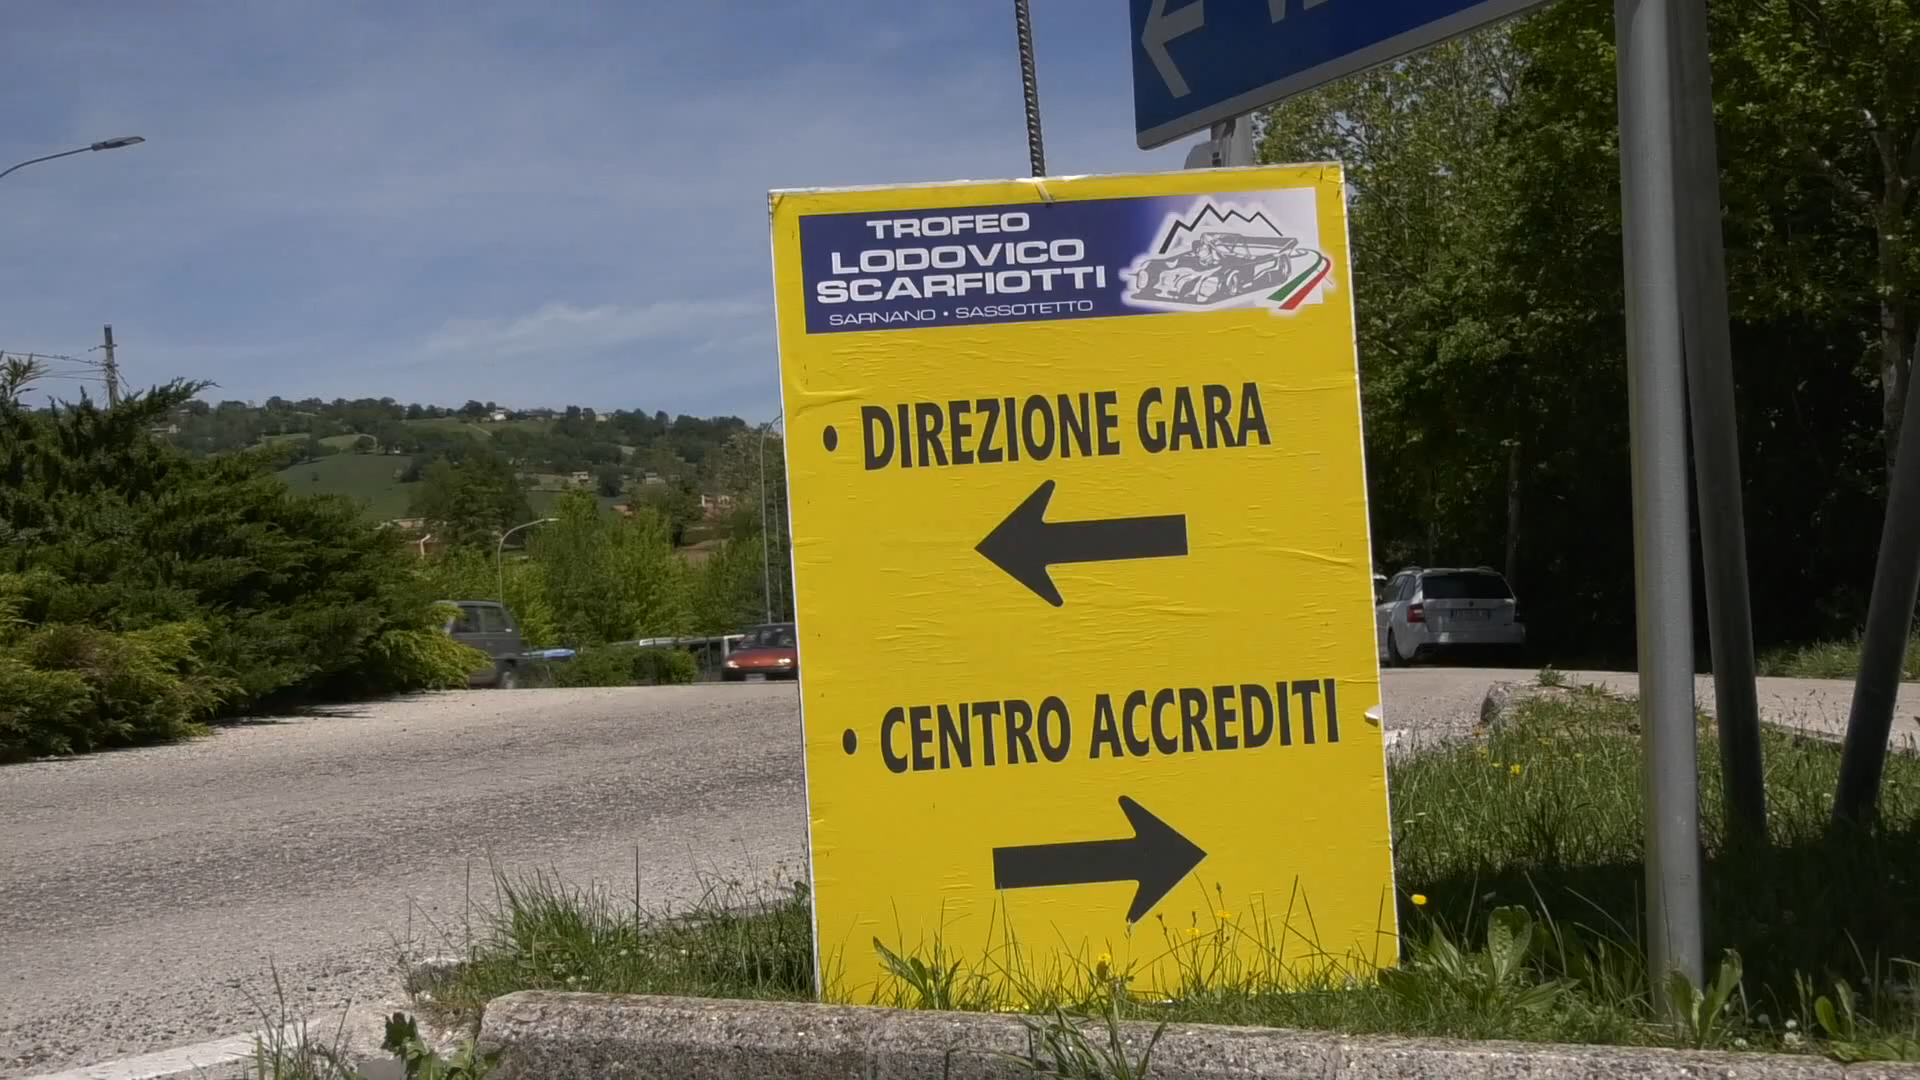 TROFEO
LODOVICO
SCARFIOTTI
SARNANO • SASSOTETTO
• DIREZIONE GARA
• CENTRO ACCREDITI